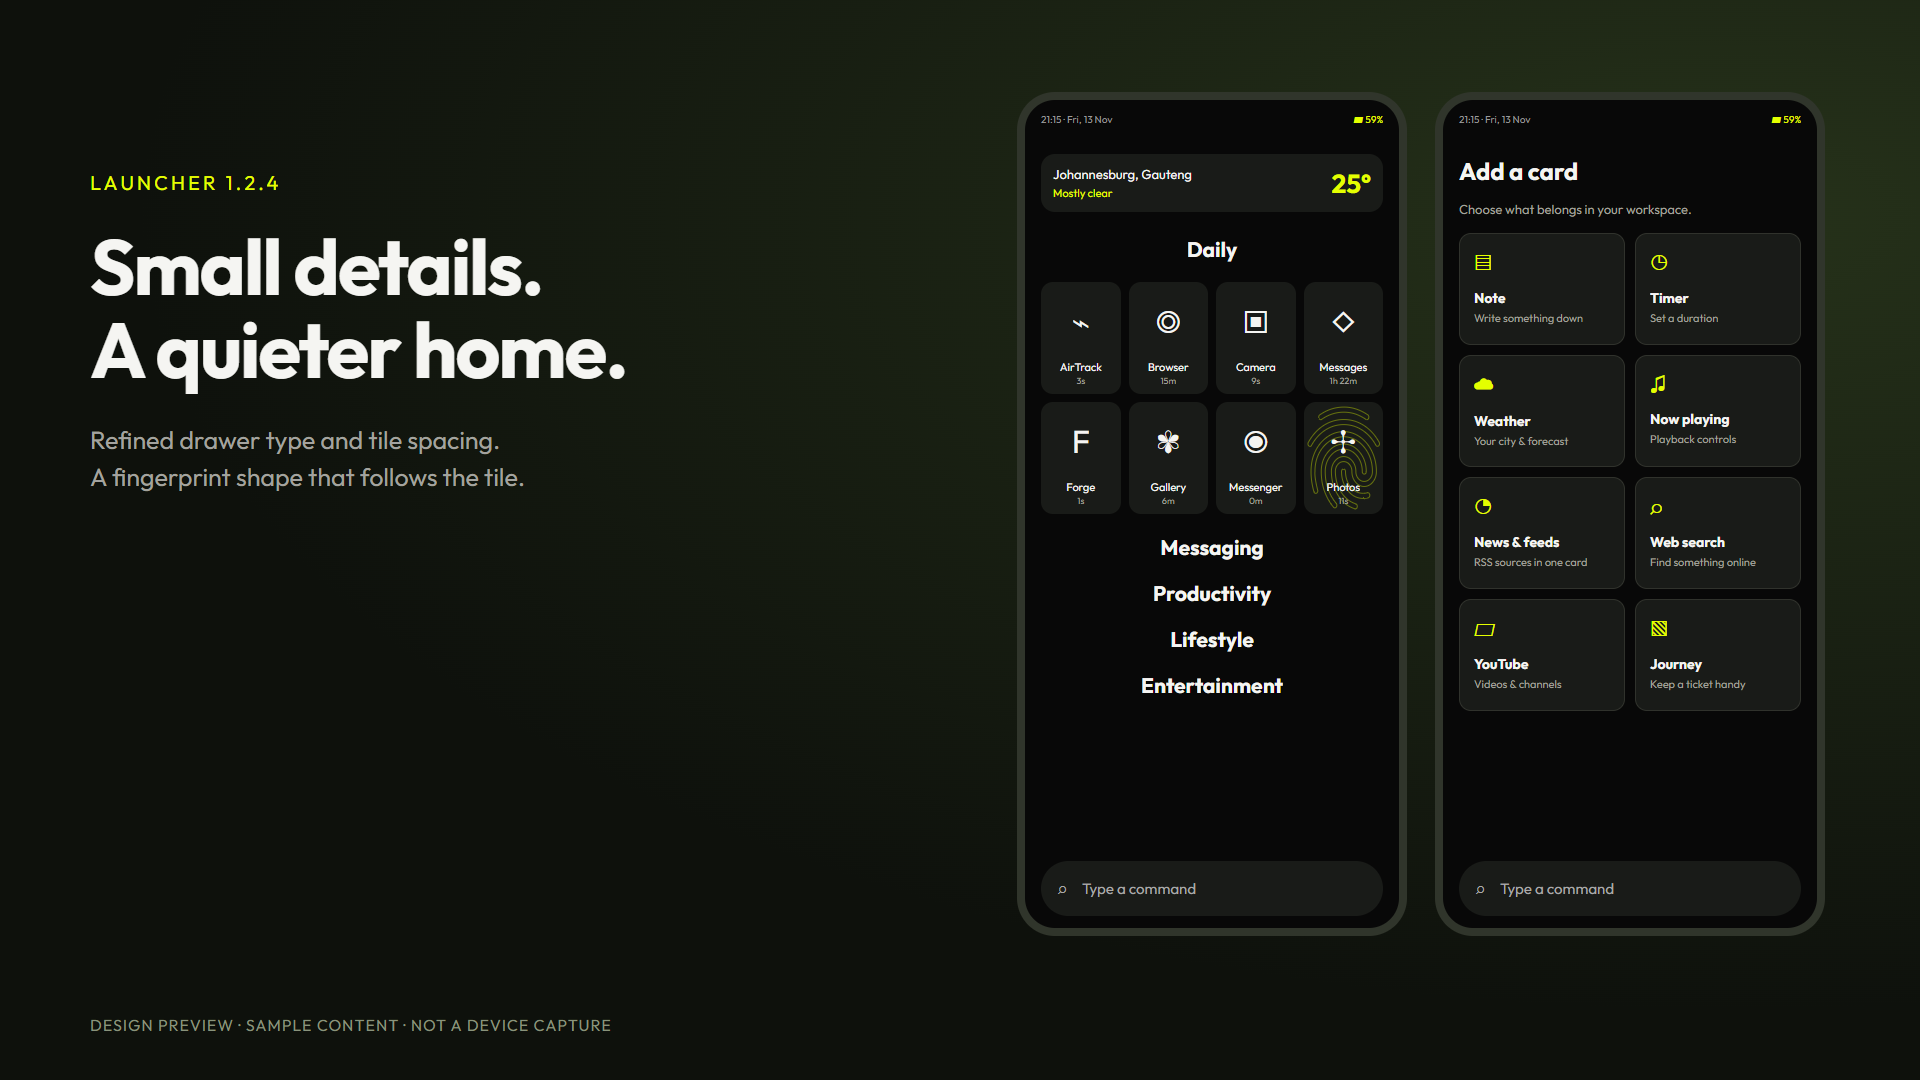 LAUNCHER 1.2.4
Small details.
A quieter home.
Refined drawer type and tile spacing.
A fingerprint shape that follows the tile.
DESIGN PREVIEW · SAMPLE CONTENT · NOT A DEVICE CAPTURE
21:15 · Fri, 13 Nov
59%
Johannesburg, Gauteng
Mostly clear
25°
Daily
AirTrack
3s
Browser
15m
Camera
9s
Messages
1h 22m
F
Forge
1s
Gallery
6m
Messenger
0m
Photos
11s
Messaging
Productivity
Lifestyle
Entertainment
Type a command
21:15 · Fri, 13 Nov
59%
Add a card
Choose what belongs in your workspace.
Note
Write something down
Timer
Set a duration
Weather
Your city & forecast
Now playing
Playback controls
News & feeds
RSS sources in one card
Web search
Find something online
YouTube
Videos & channels
Journey
Keep a ticket handy
Type a command